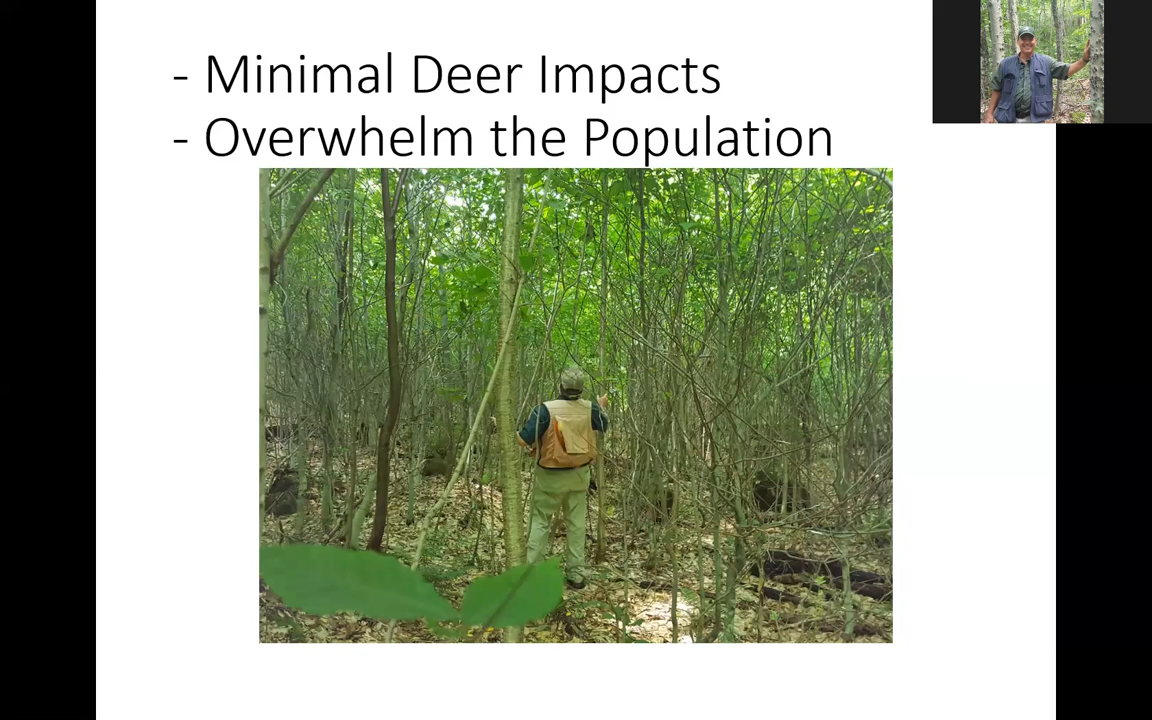 - Minimal Deer Impacts
- Overwhelm the Population